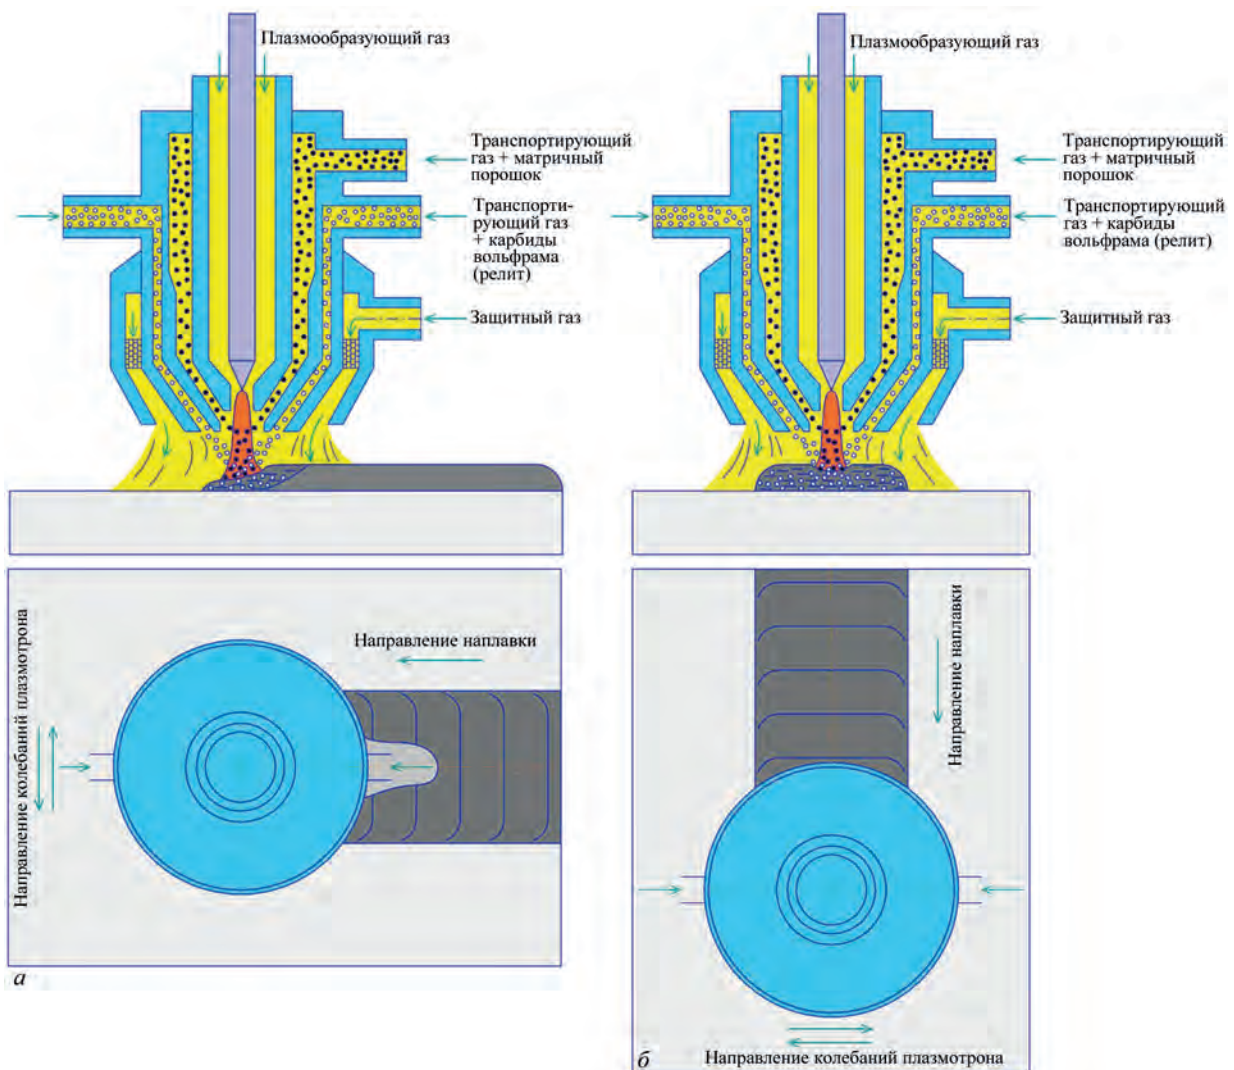 Плазмообразующий газ
Транспортирующий
газ + матричный
порошок
Транспорти-
рующий газ
+ карбиды
вольфрама
(релит)
Защитный газ
Направление наплавки
Направление колебаний плазмотрона
а
Плазмообразующий газ
Транспортирующий
газ + матричный
порошок
Транспортирующий
газ + карбиды
вольфрама (релит)
Защитный газ
Направление наплавки
Направление колебаний плазмотрона
б